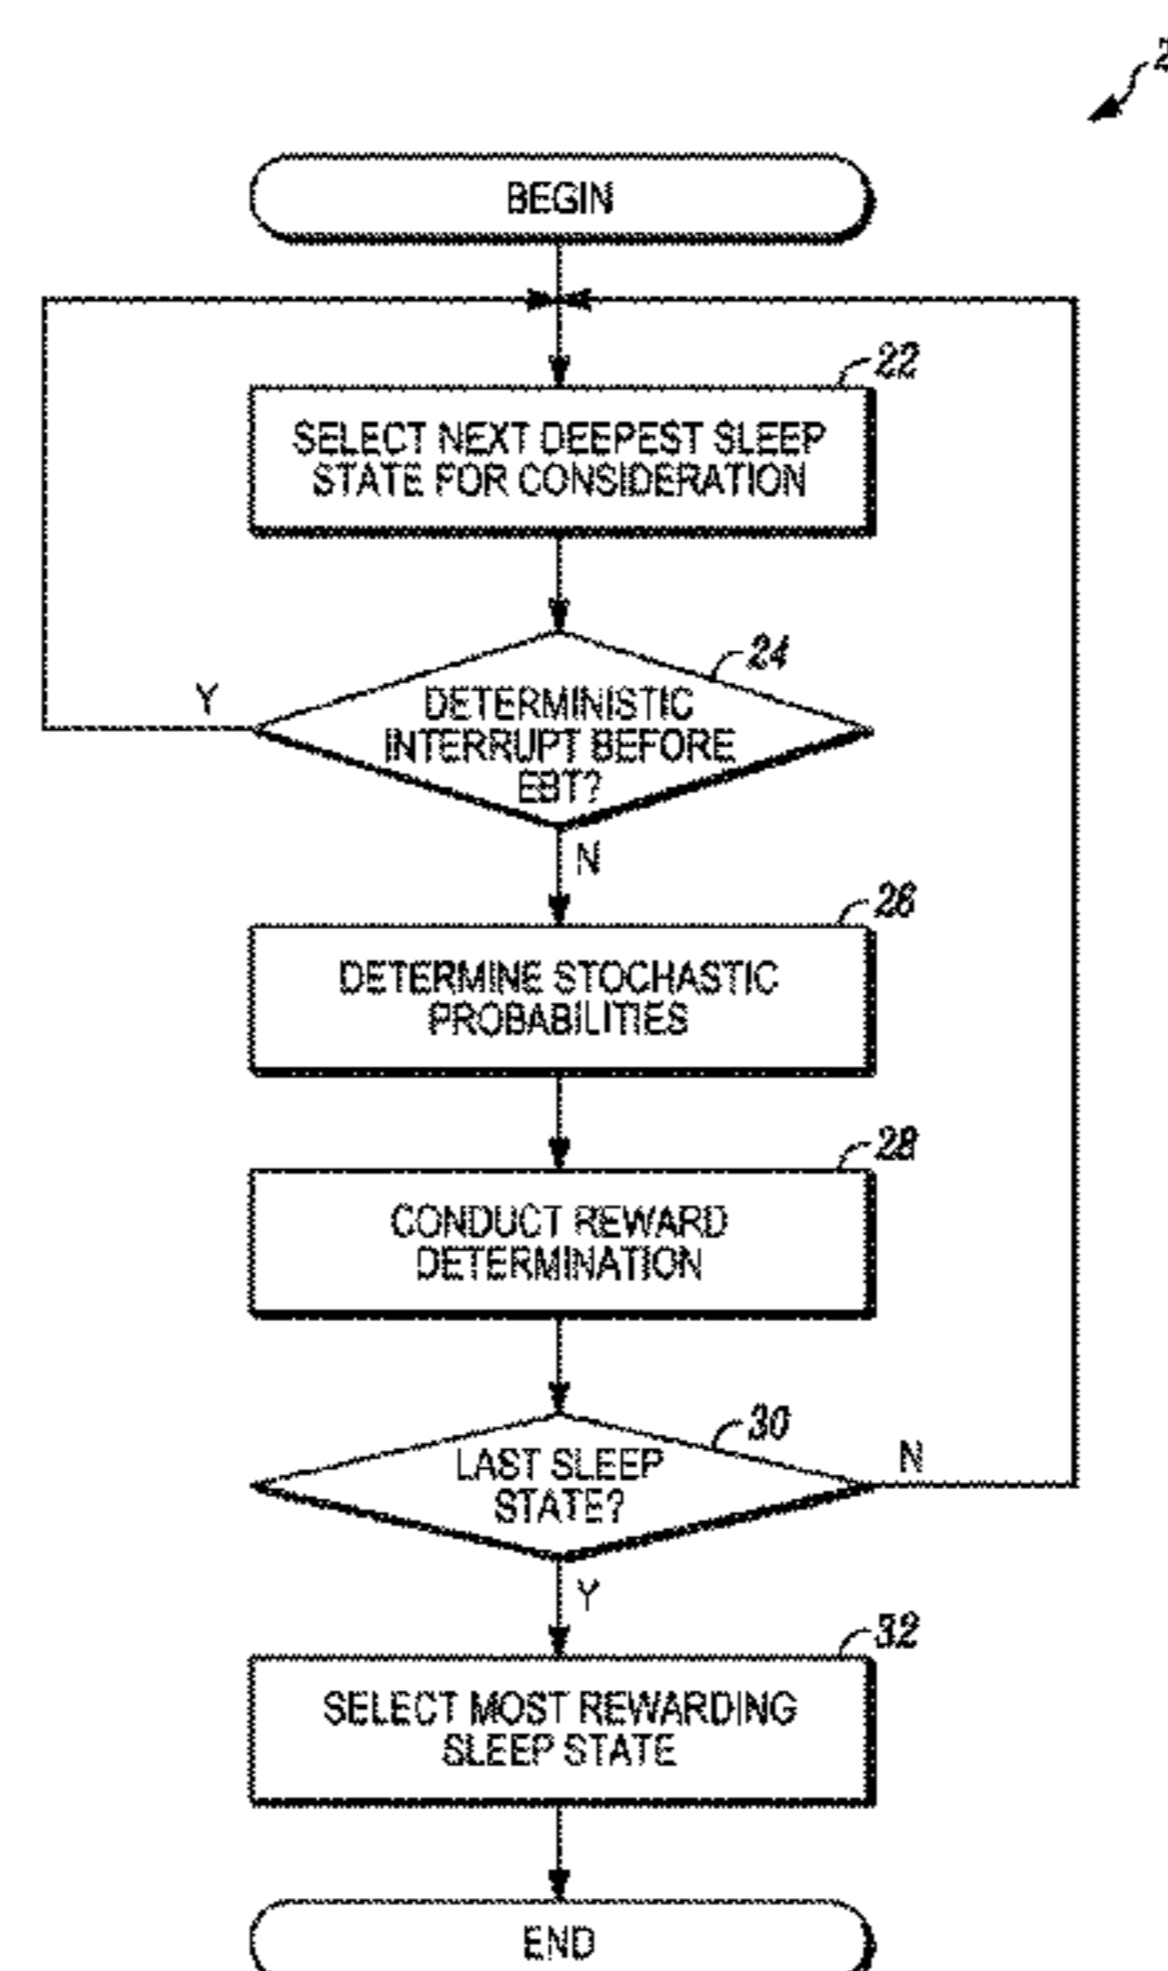 BEGIN
22
SELECT NEXT DEEPEST SLEEP
STATE FOR CONSIDERATION
24
Y
DETERMINISTIC
INTERRUPT BEFORE
EBT?
N
26
DETERMINE STOCHASTIC
PROBABILITIES
28
CONDUCT REWARD
DETERMINATION
30
LAST SLEEP
STATE?
N
Y
32
SELECT MOST REWARDING
SLEEP STATE
END